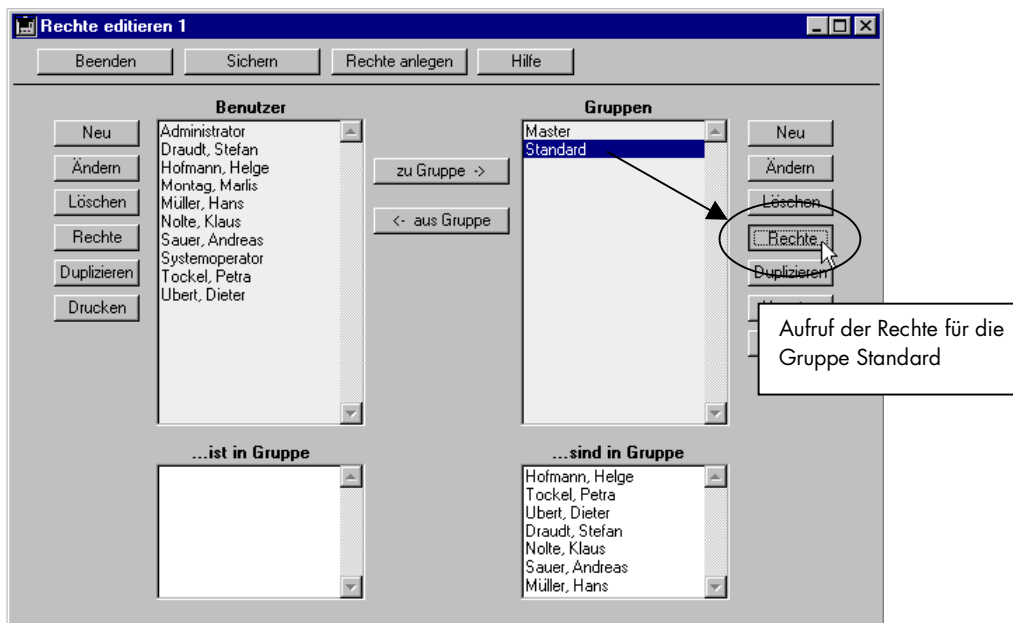 Rechte editieren 1
Beenden
Sichern
Rechte anlegen
Hilfe
Benutzer
Neu
Ändern
Löschen
Rechte
Duplizieren
Drucken
Administrator
Draudt, Stefan
Hofmann, Helge
Montag, Marlis
Müller, Hans
Nolte, Klaus
Sauer, Andreas
Systemoperator
Tockel, Petra
Ubert, Dieter
zu Gruppe ->
<- aus Gruppe
Gruppen
Master
Standard
Neu
Ändern
Löschen
Rechte
Duplizieren
Aufruf der Rechte für die
Gruppe Standard
...ist in Gruppe
...sind in Gruppe
Hofmann, Helge
Tockel, Petra
Ubert, Dieter
Draudt, Stefan
Nolte, Klaus
Sauer, Andreas
Müller, Hans